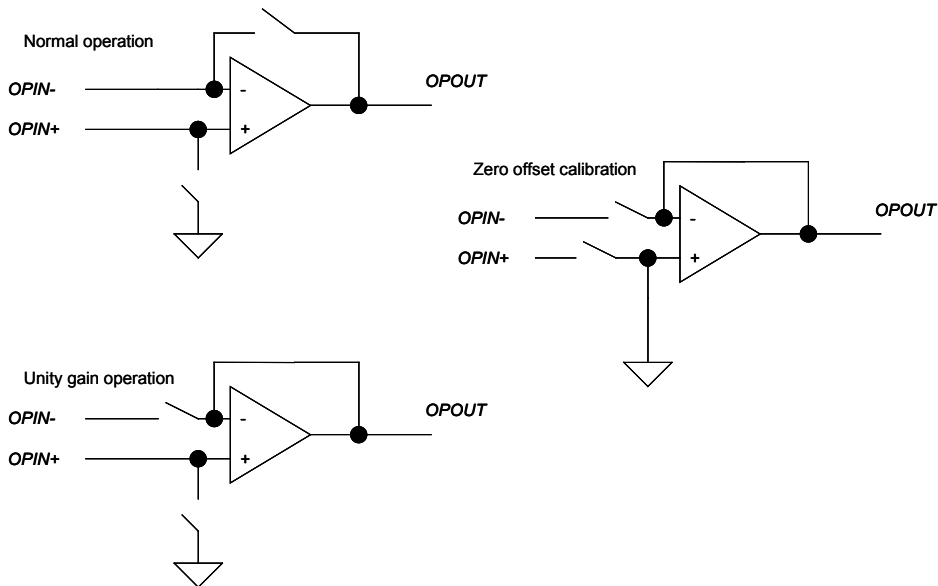 Normal operation
OPIN-
OPIN+
-
+
OPOUT
Zero offset calibration
OPIN-
OPIN+
-
+
OPOUT
Unity gain operation
OPIN-
OPIN+
-
+
OPOUT